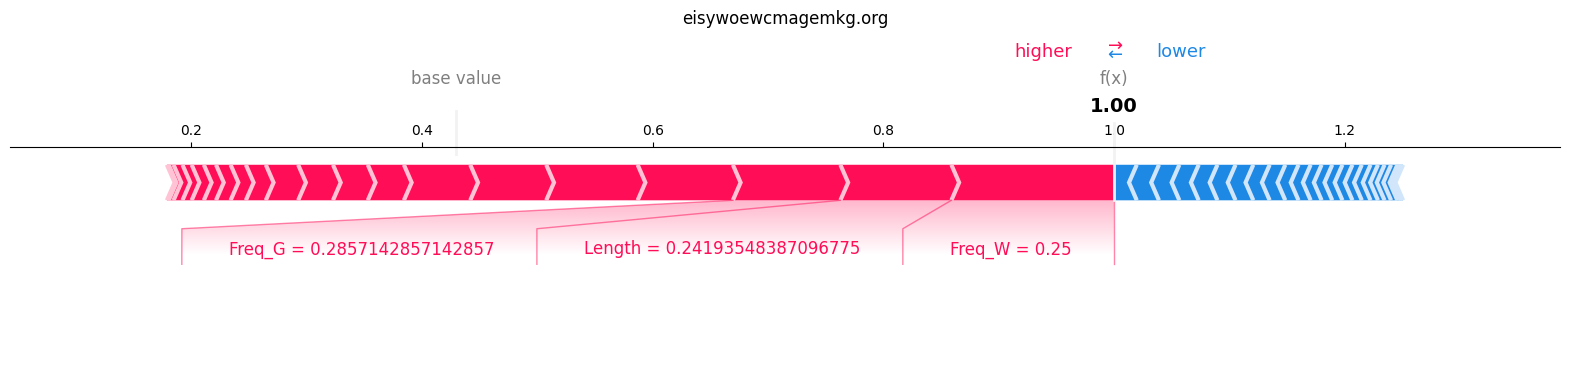 eisywoewcmagemkg.org
higher → ← lower
base value f(x)
1.00
0.2 0.4 0.6 0.8 1.0 1.2
Freq_G = 0.2857142857142857 Length = 0.24193548387096775 Freq_W = 0.25